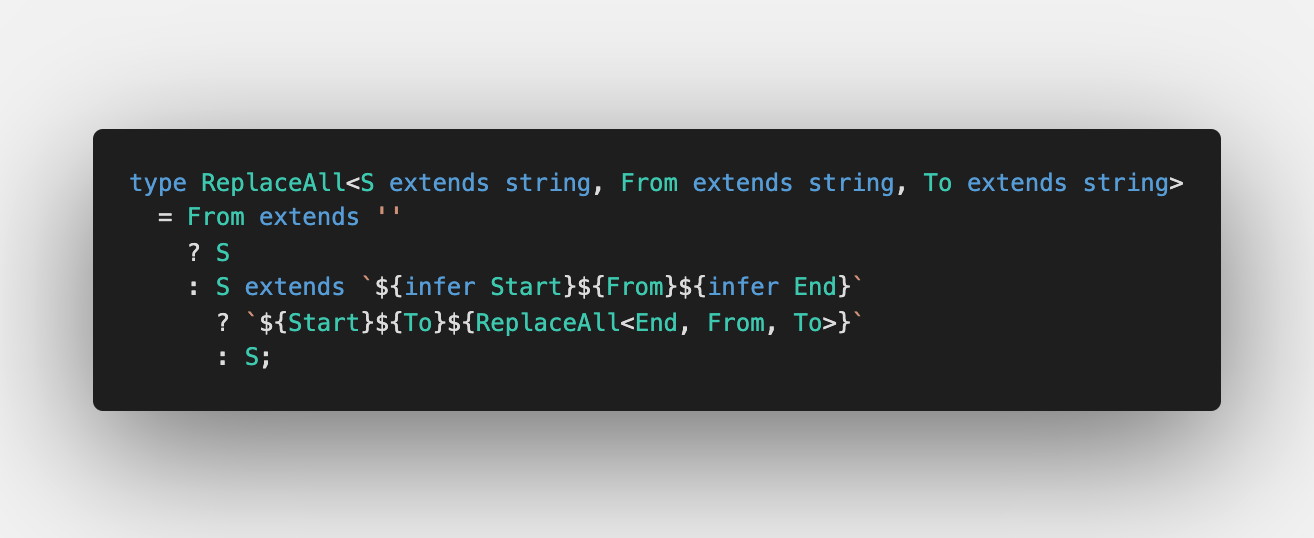 type ReplaceAll<S extends string, From extends string, To extends string>
  = From extends ''
    ? S
    : S extends `${infer Start}${From}${infer End}`
      ? `${Start}${To}${ReplaceAll<End, From, To>}`
      : S;